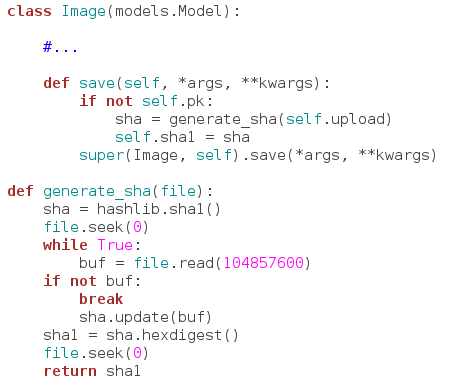 class Image(models.Model):
    #...
    def save(self, *args, **kwargs):
        if not self.pk:
            sha = generate_sha(self.upload)
            self.sha1 = sha
        super(Image, self).save(*args, **kwargs)
def generate_sha(file):
    sha = hashlib.sha1()
    file.seek(0)
    while True:
        buf = file.read(104857600)
    if not buf:
        break
        sha.update(buf)
    sha1 = sha.hexdigest()
    file.seek(0)
    return sha1